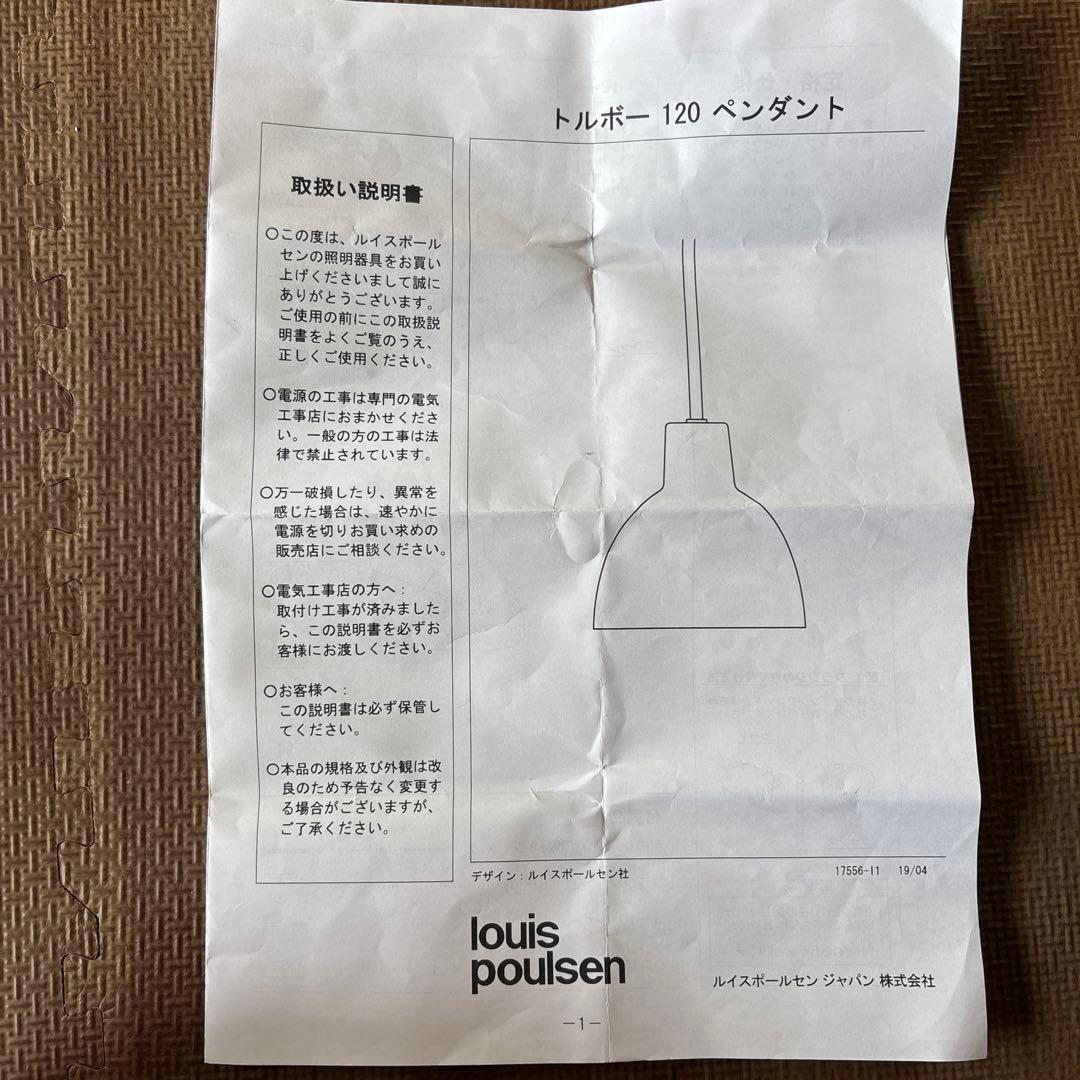 トルボー 120 ペンダント
取扱い説明書
○この度は、ルイスポール
センの照明器具をお買い
上げくださいまして誠に
ありがとうございます。
ご使用の前にこの取扱説
明書をよくご覧のうえ、
正しくご使用ください。
○電源の工事は専門の電気
工事店におまかせくださ
い。一般の方の工事は法
律で禁止されています。
○万一破損したり、異常を
感じた場合は、速やかに
電源を切りお買い求めの
販売店にご相談ください。
○電気工事店の方へ：
取付け工事が済みました
ら、この説明書を必ずお
客様にお渡しください。
○お客様へ：
この説明書は必ず保管し
てください。
○本品の規格及び外観は改
良のため予告なく変更す
る場合がございますが、
ご了承ください。
デザイン：ルイスポールセン社
17556-I1 19/04
louis
poulsen
ルイスポールセン ジャパン 株式会社
－1－